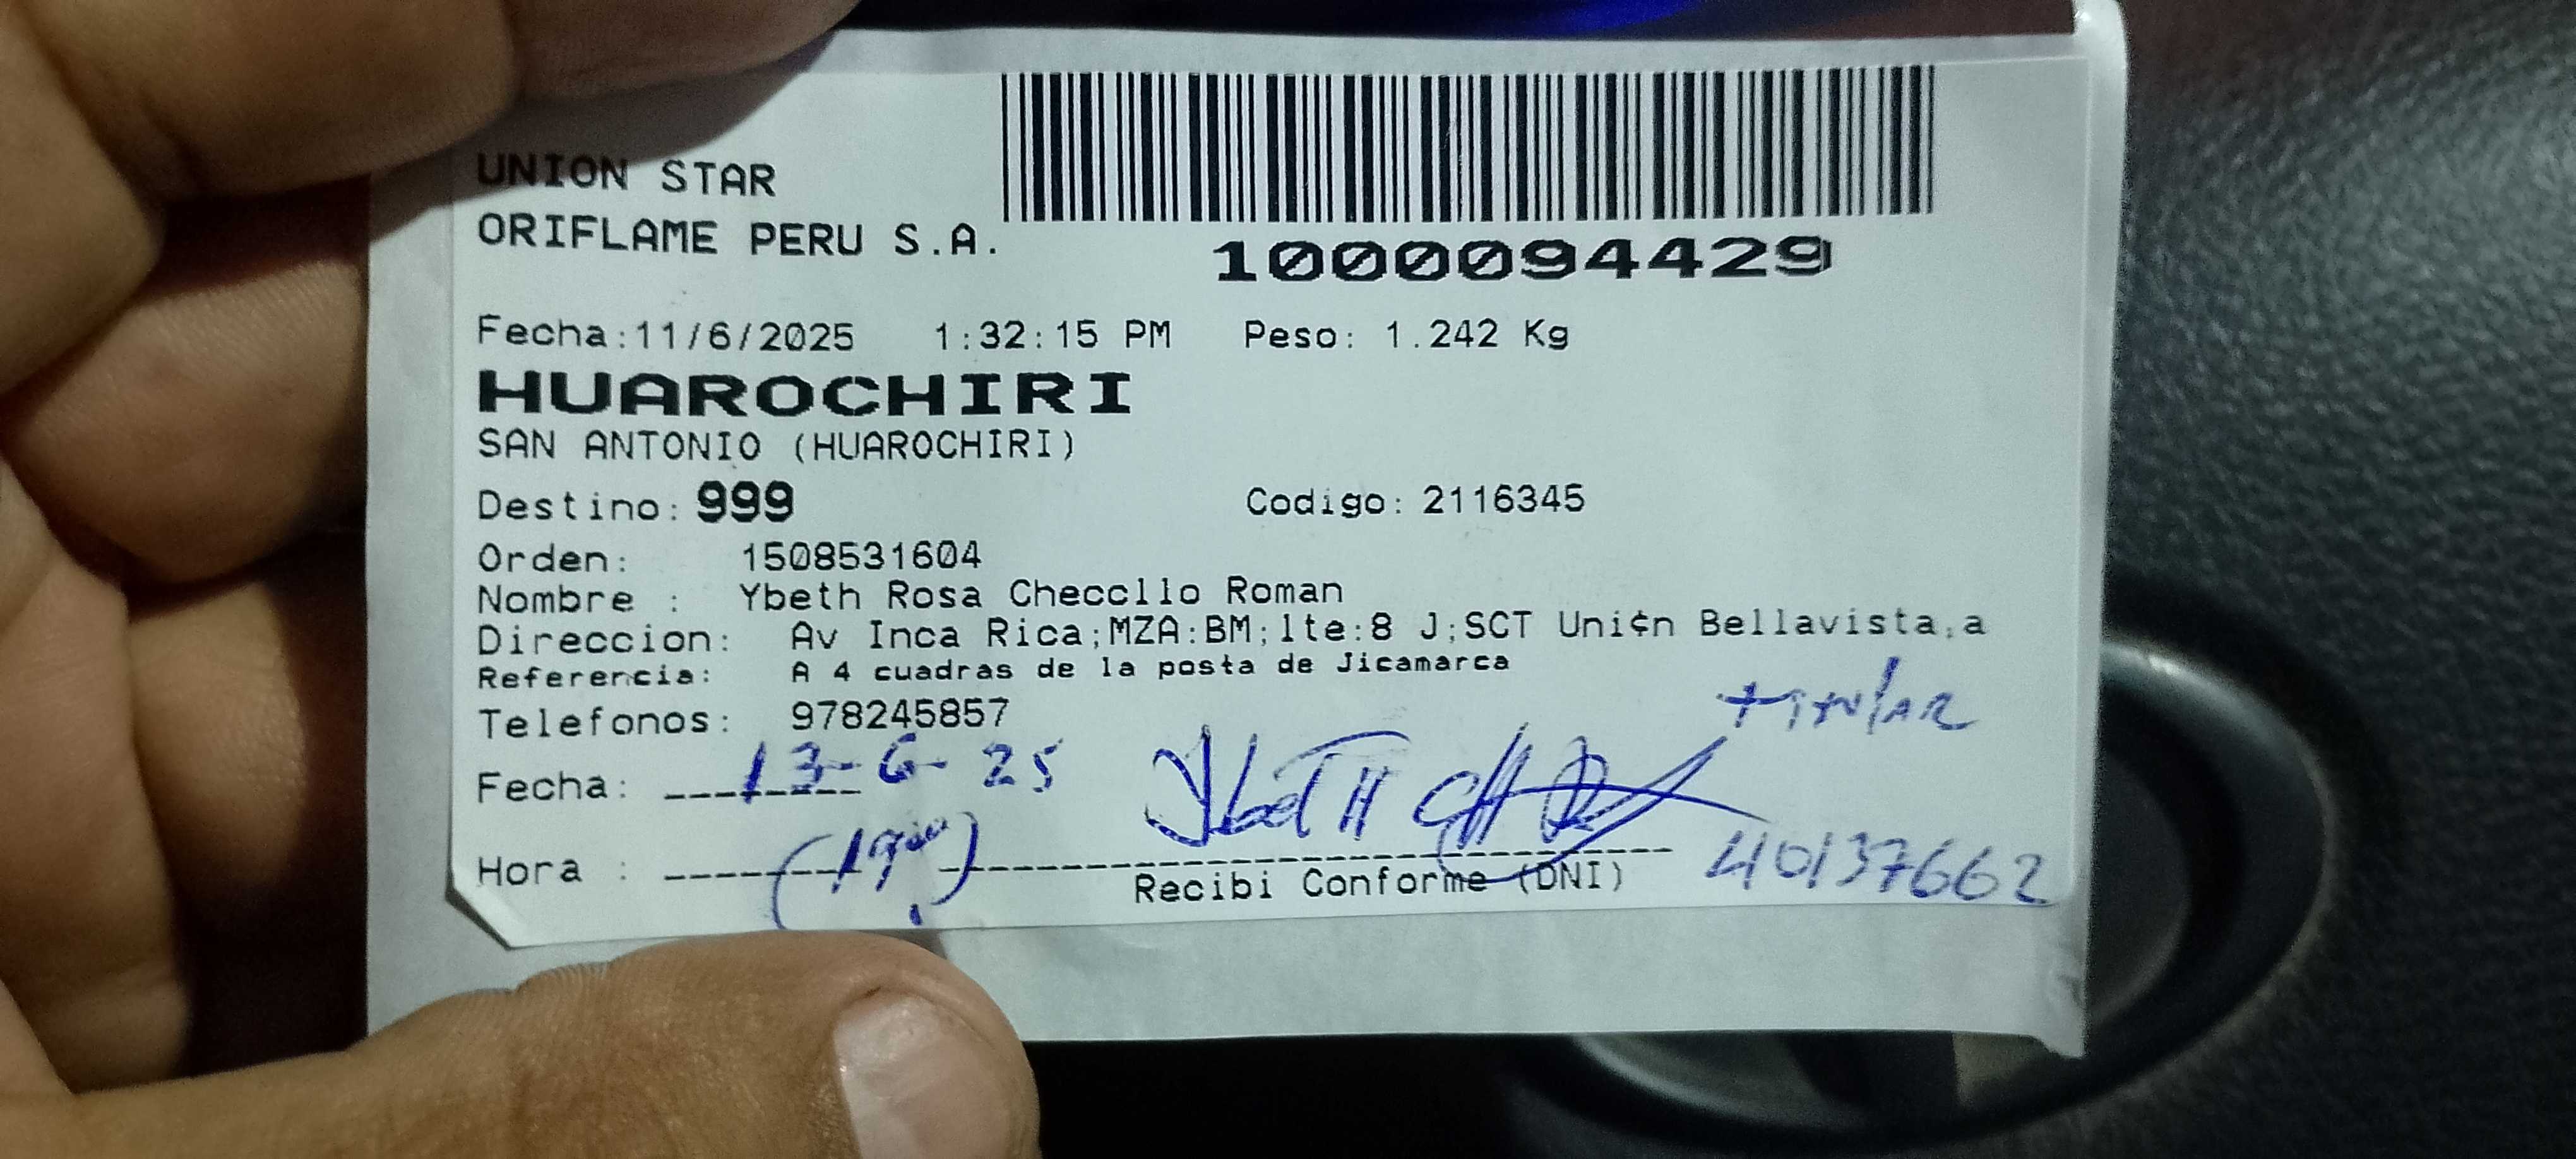 UNION STAR
ORIFLAME PERU S.A.
1000094429
Fecha:11/6/2025 1:32:15 PM Peso: 1.242 Kg
HUAROCHIRI
SAN ANTONIO (HUAROCHIRI)
Destino: 999 Codigo: 2116345
Orden: 1508531604
Nombre : Ybeth Rosa Checcllo Roman
Direccion: Av Inca Rica;MZA:BM;lte:8 J;SCT Uni¢n Bellavista,a
Referencia: A 4 cuadras de la posta de Jicamarca
Telefonos: 978245857
titular
Fecha: 13-6-25 Ybeth
Hora : 40137662
Recibi Conforme (DNI)